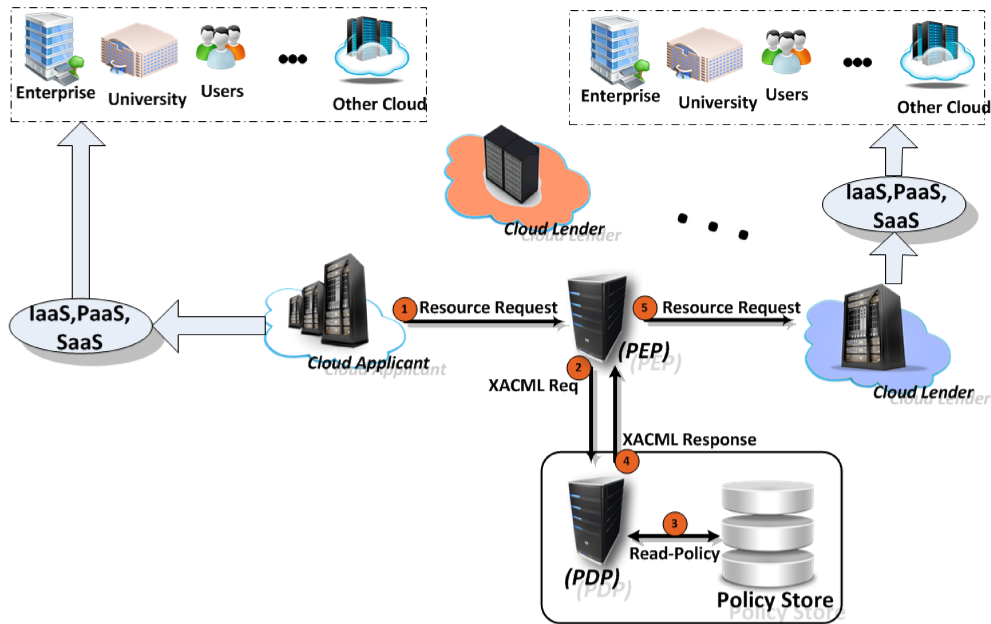 Enterprise
University
Users
Other Cloud
Enterprise
University
Users
Other Cloud
Cloud Lender
IaaS,PaaS,
SaaS
1
Resource Request
5
Resource Request
IaaS,PaaS,
SaaS
Cloud Applicant
(PEP)
2
XACML Req
Cloud Lender
XACML Response
4
3
Read-Policy
(PDP)
Policy Store